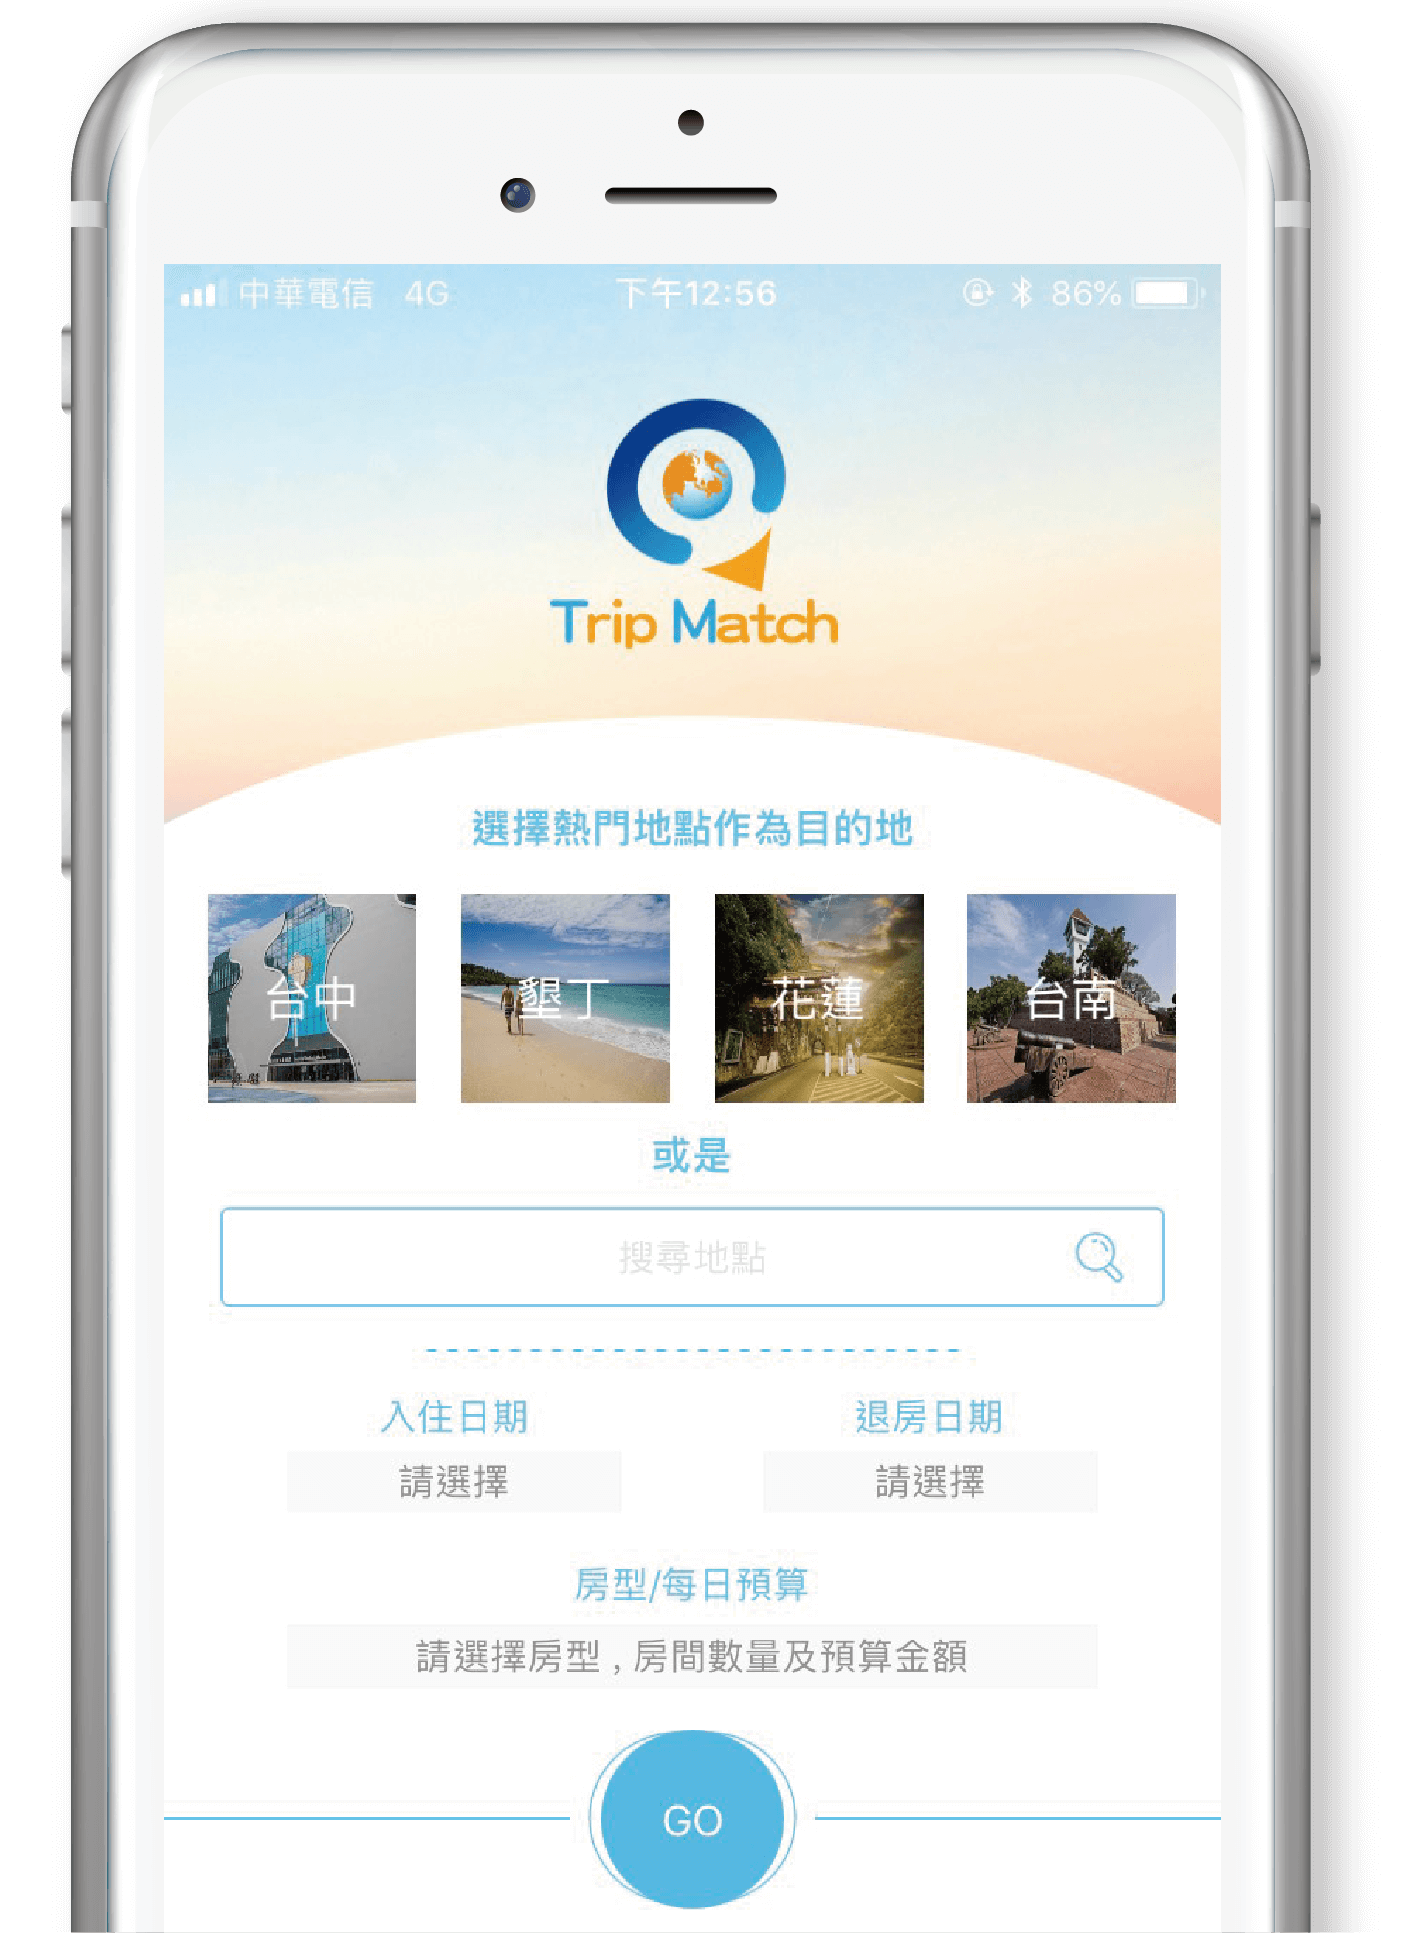 中華電信 4G 下午12:56 86%
Trip Match
選擇熱門地點作為目的地
台中 墾丁 花蓮 台南
或是
搜尋地點
入住日期 退房日期
請選擇 請選擇
房型/每日預算
請選擇房型 , 房間數量及預算金額
GO